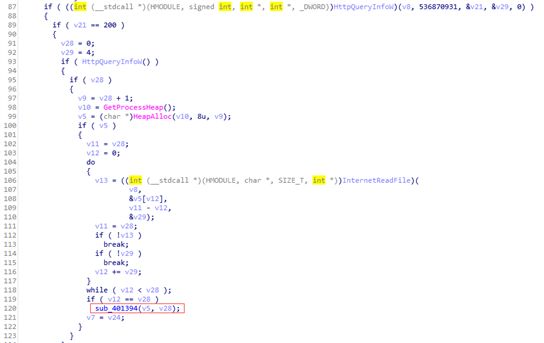 87 if ( ((int (__stdcall *)(HMODULE, signed int, int *, int *, _DWORD))HttpQueryInfoW)(v8, 536870931, &v21, &v29, 0) )
88 {
89 if ( v21 == 200 )
90 {
91 v28 = 0;
92 v29 = 4;
93 if ( HttpQueryInfoW() )
94 {
95 if ( v28 )
96 {
97 v9 = v28 + 1;
98 v10 = GetProcessHeap();
99 v5 = (char *)HeapAlloc(v10, 8u, v9);
100 if ( v5 )
101 {
102 v11 = v28;
103 v12 = 0;
104 do
105 {
106 v13 = ((int (__stdcall *)(HMODULE, char *, SIZE_T, int *))InternetReadFile)(
107 v8,
108 &v5[v12],
109 v11 - v12,
110 &v29);
111 v11 = v28;
112 if ( !v13 )
113 break;
114 if ( !v29 )
115 break;
116 v12 += v29;
117 }
118 while ( v12 < v28 );
119 if ( v12 == v28 )
120 sub_401394(v5, v28);
121 v7 = v24;
122 }
123 }